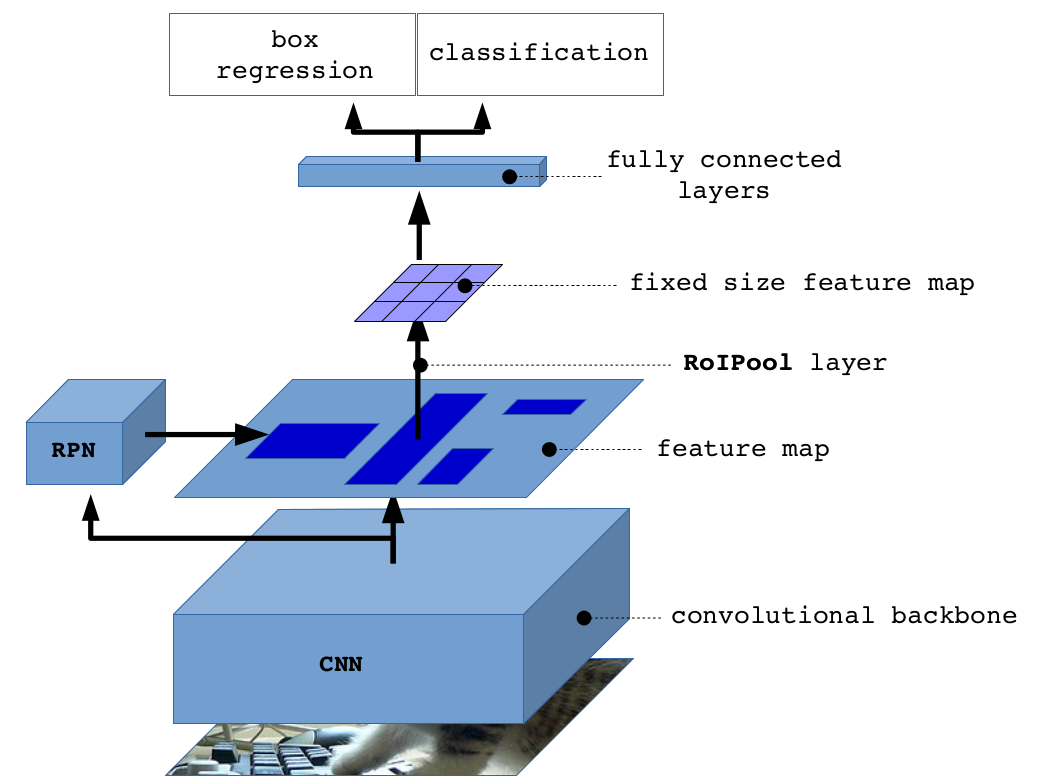 box
regression
classification
fully connected
layers
fixed size feature map
RoIPool layer
RPN
feature map
convolutional backbone
CNN